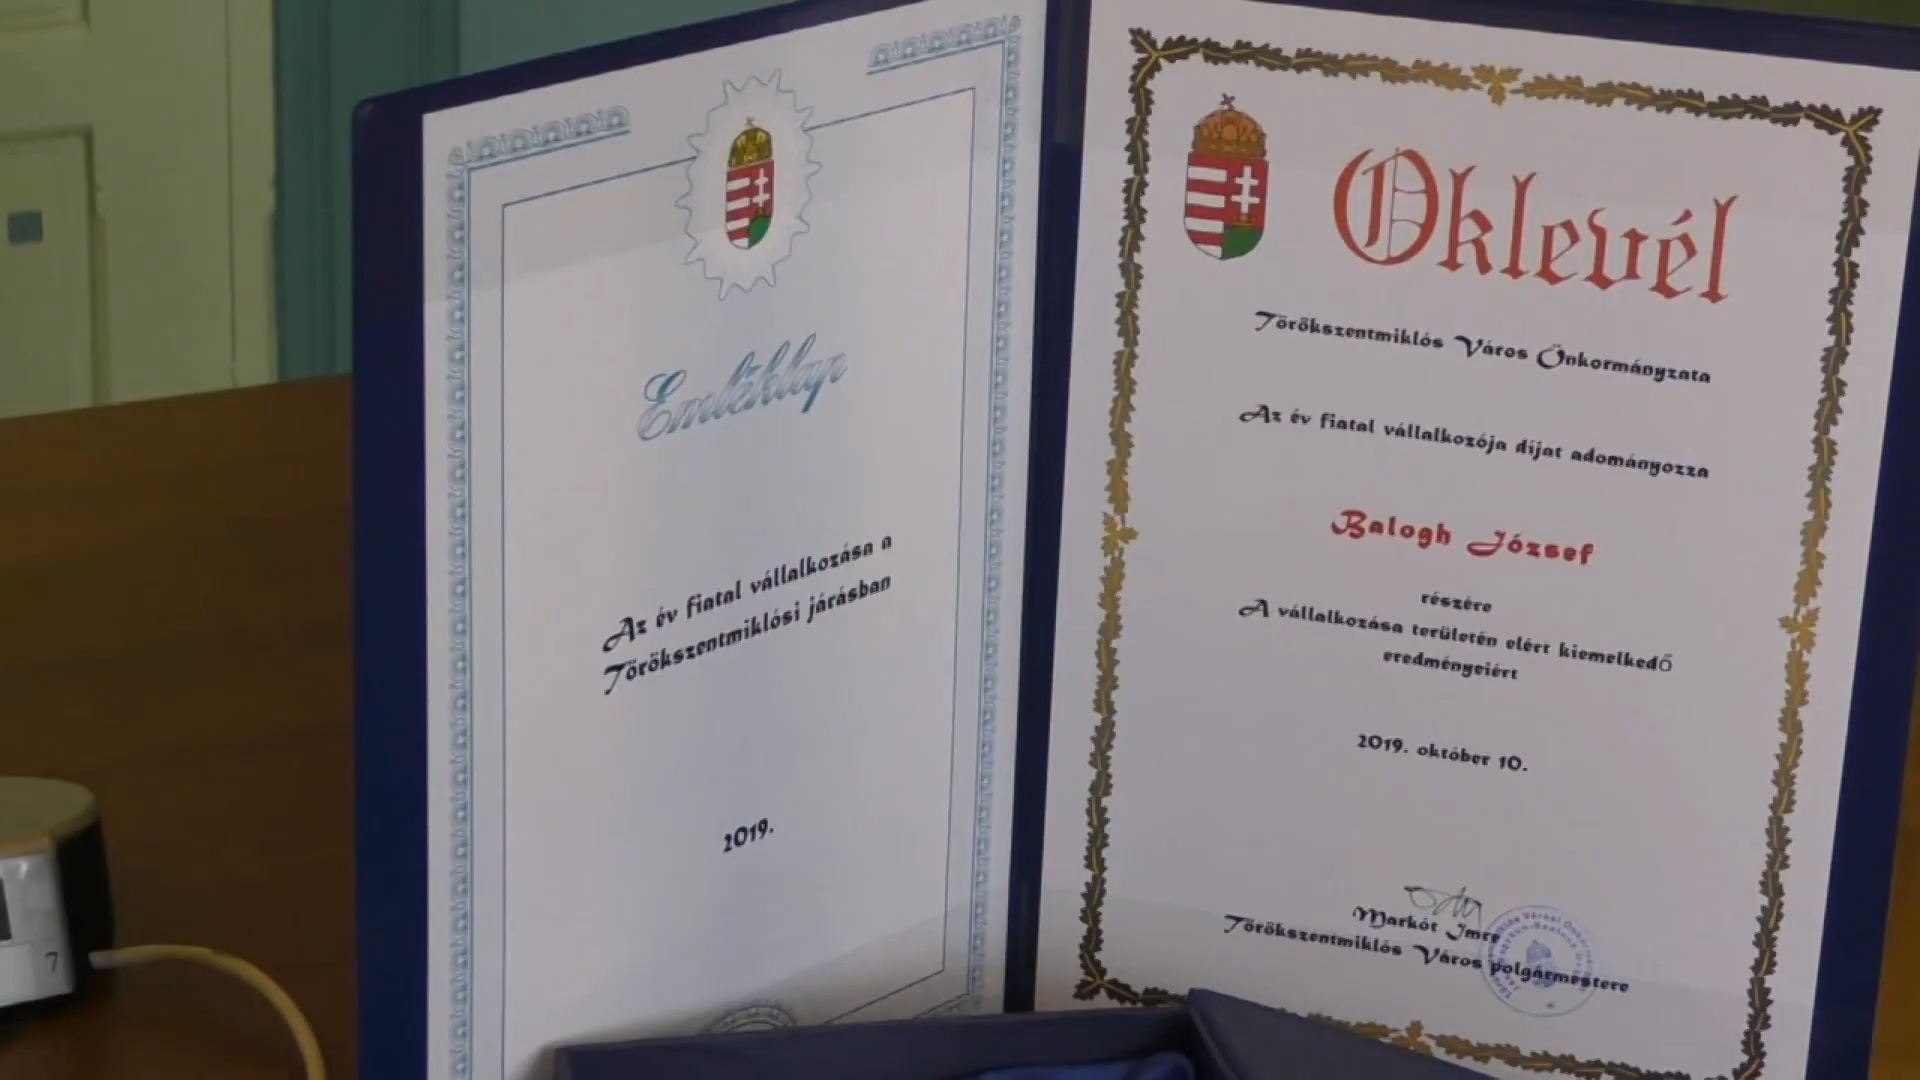 Emléklap
Az év fiatal vállalkozása a
Törökszentmiklósi járásban
2019.
Oklevél
Törökszentmiklós Város Önkormányzata
Az év fiatal vállalkozója díjat adományozza
Balogh József
részére
A vállalkozása területén elért kiemelkedő
eredményeiért
2019. október 10.
Markót Imre
Törökszentmiklós Város polgármestere
7